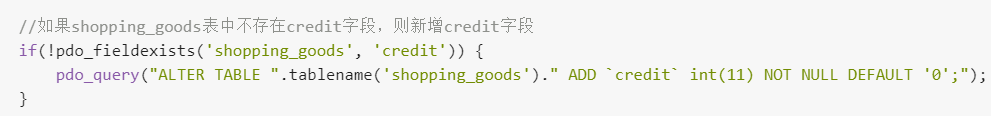 //如果shopping_goods表中不存在credit字段，则新增credit字段
if(!pdo_fieldexists('shopping_goods', 'credit')) {
    pdo_query("ALTER TABLE ".tablename('shopping_goods')." ADD `credit` int(11) NOT NULL DEFAULT '0';");
}